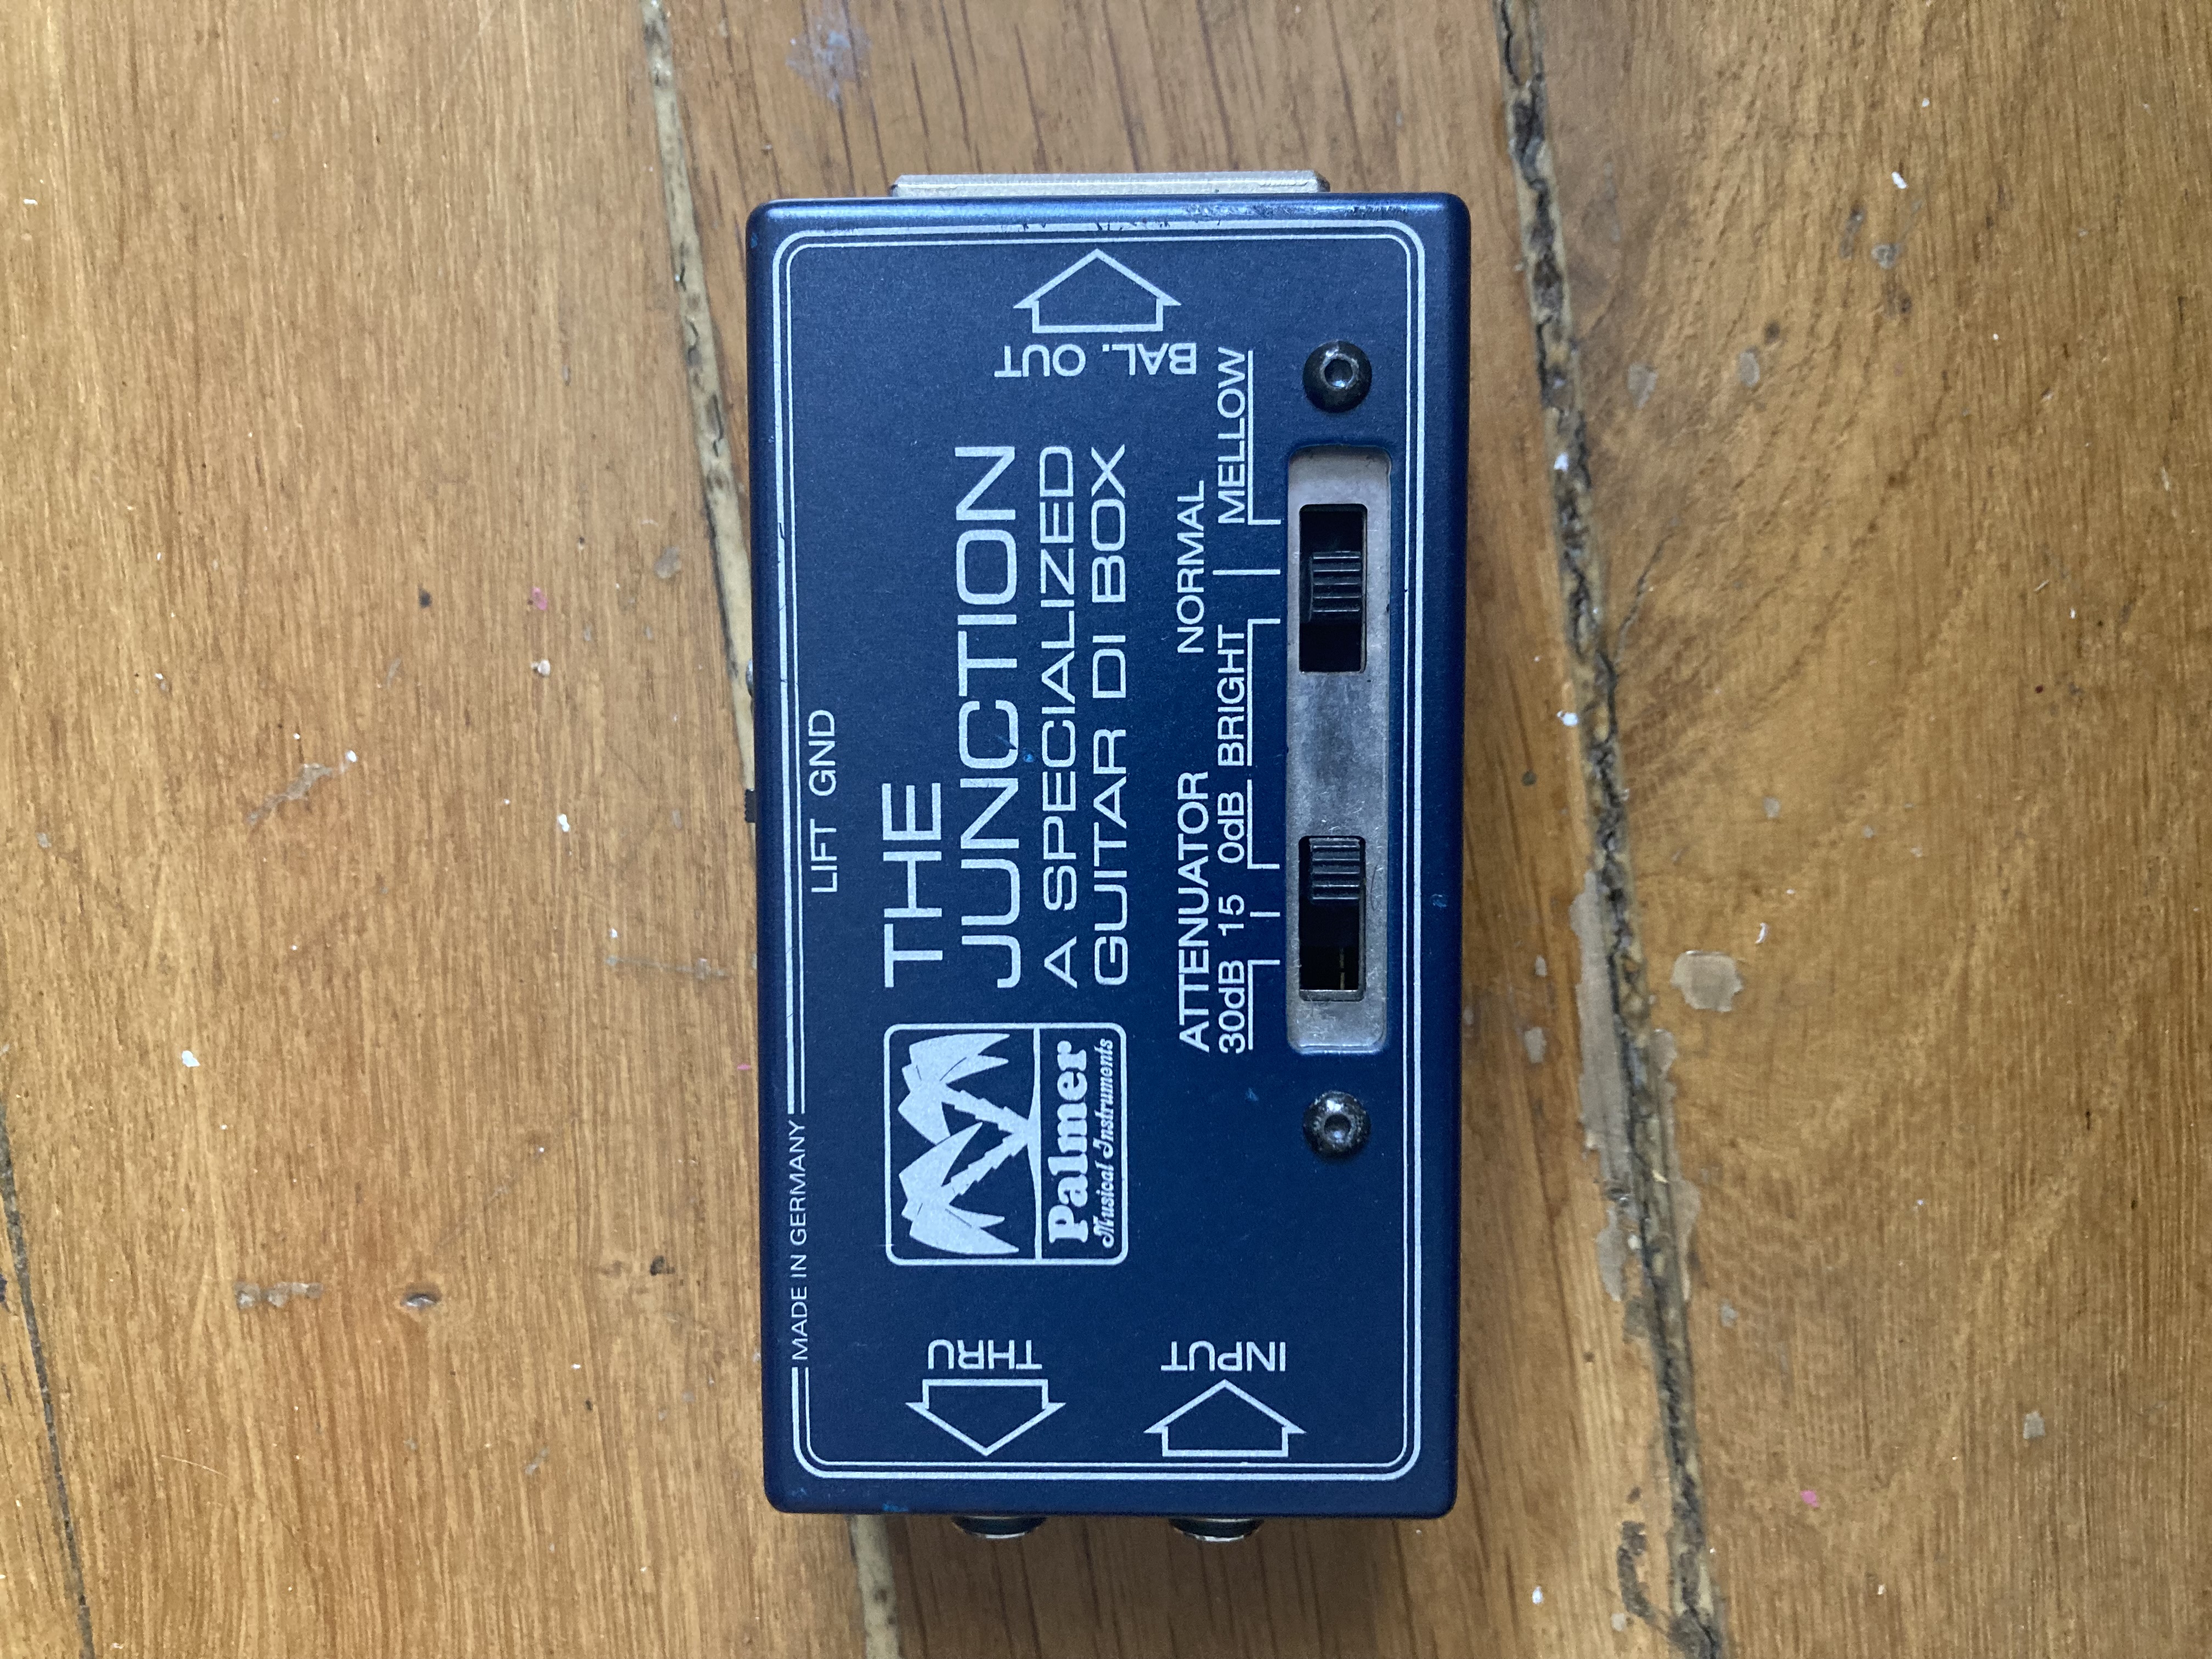 MADE IN GERMANY
LIFT GND
THE
JUNCTION
A SPECIALIZED
GUITAR DI BOX
Palmer
Musical Instruments
THRU
INPUT
BAL. OUT
ATTENUATOR
30dB 15 0dB
NORMAL
BRIGHT MELLOW